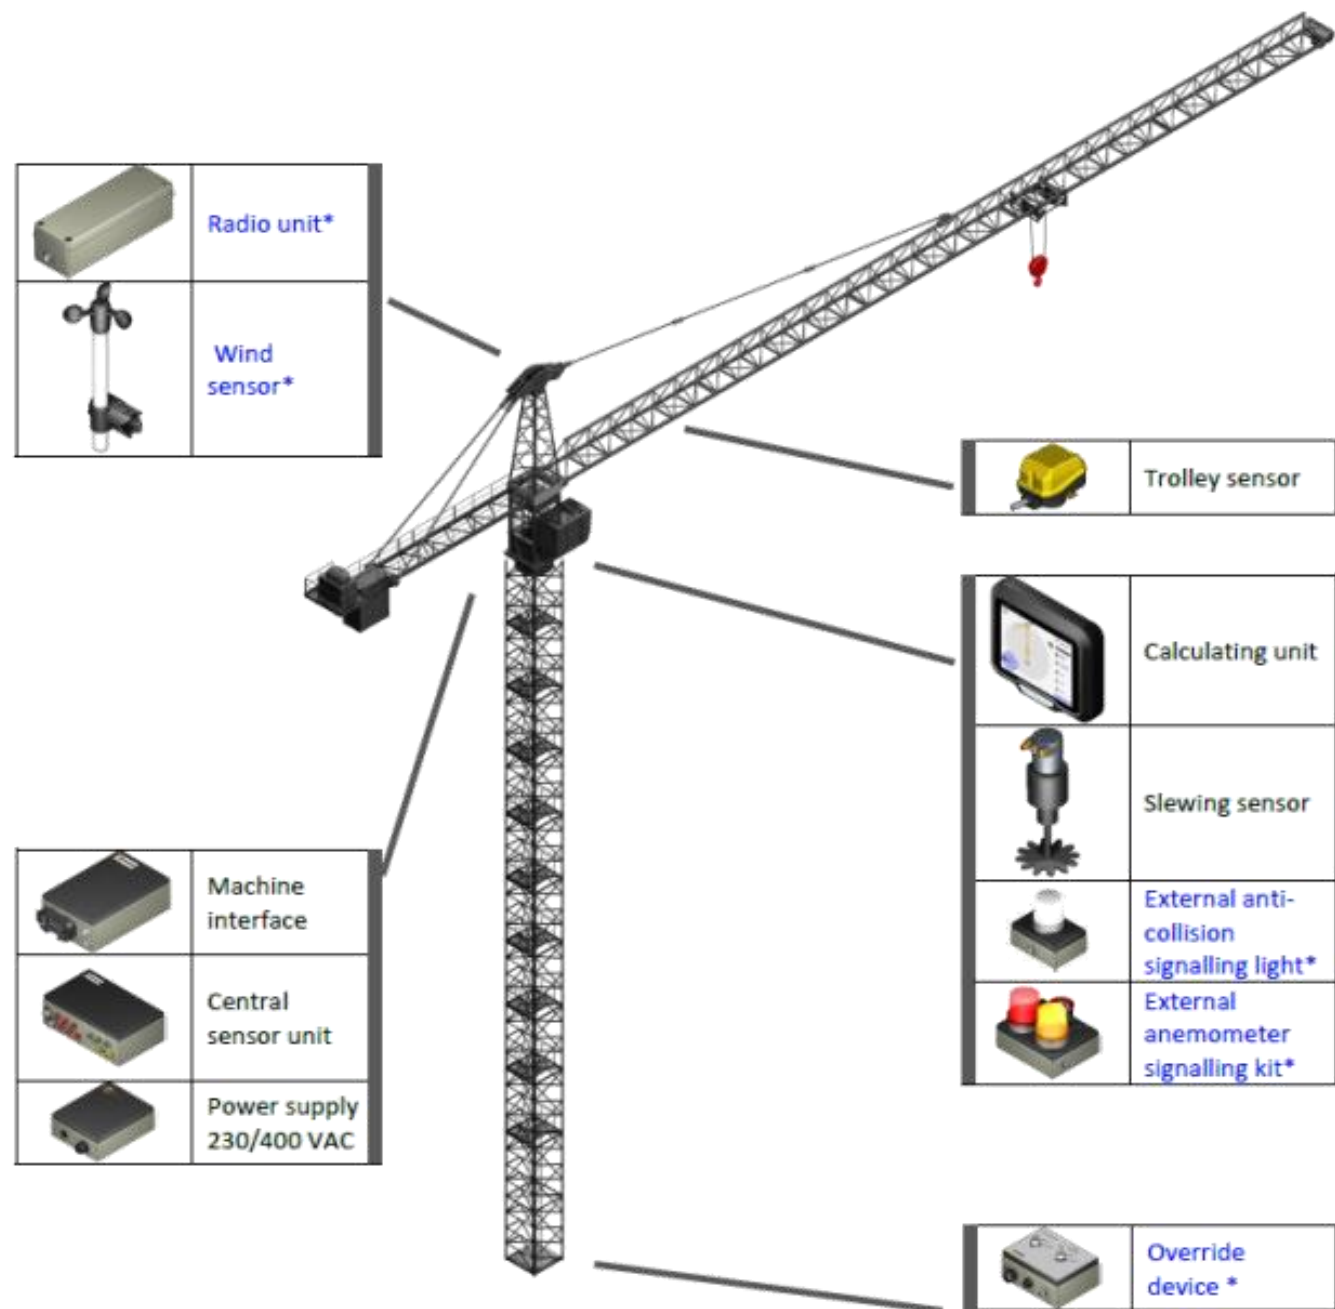 Radio unit*
Wind
sensor*
Trolley sensor
Calculating unit
Slewing sensor
External anti-
collision
signalling light*
External
anemometer
signalling kit*
Machine
interface
Central
sensor unit
Power supply
230/400 VAC
Override
device *